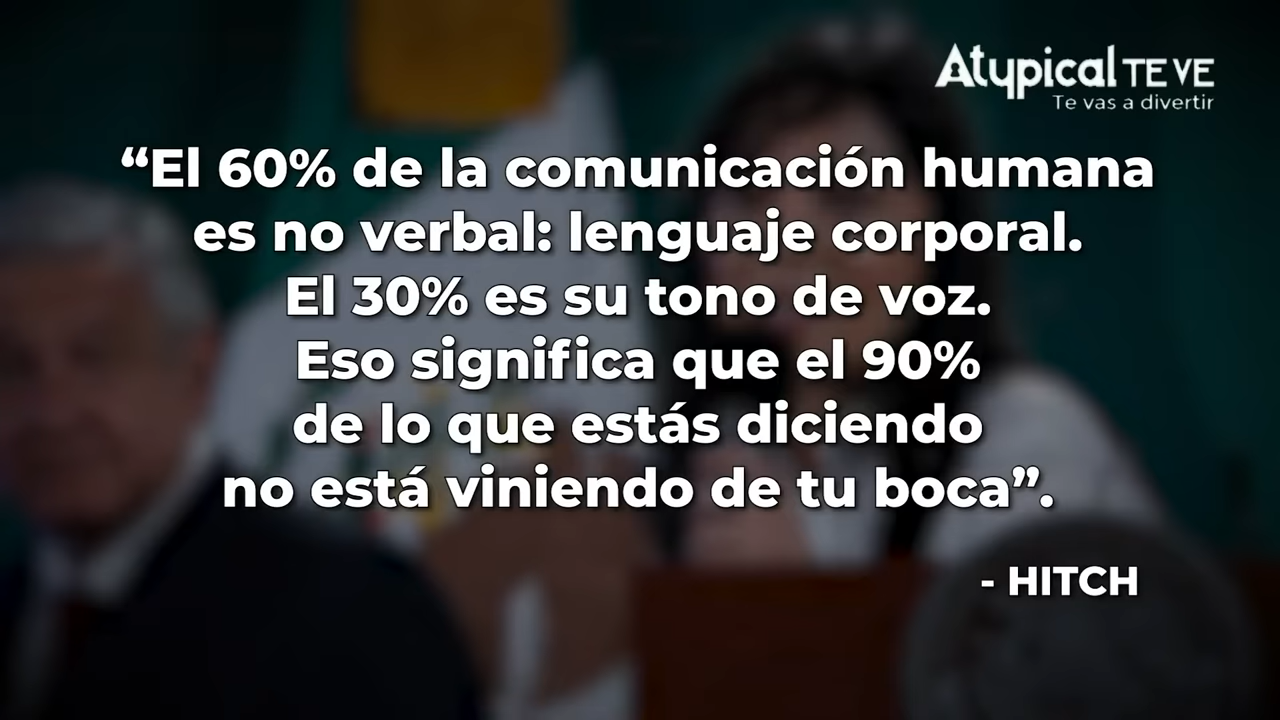 Atypical TE VE
Te vas a divertir
“El 60% de la comunicación humana
es no verbal: lenguaje corporal.
El 30% es su tono de voz.
Eso significa que el 90%
de lo que estás diciendo
no está viniendo de tu boca”.
- HITCH